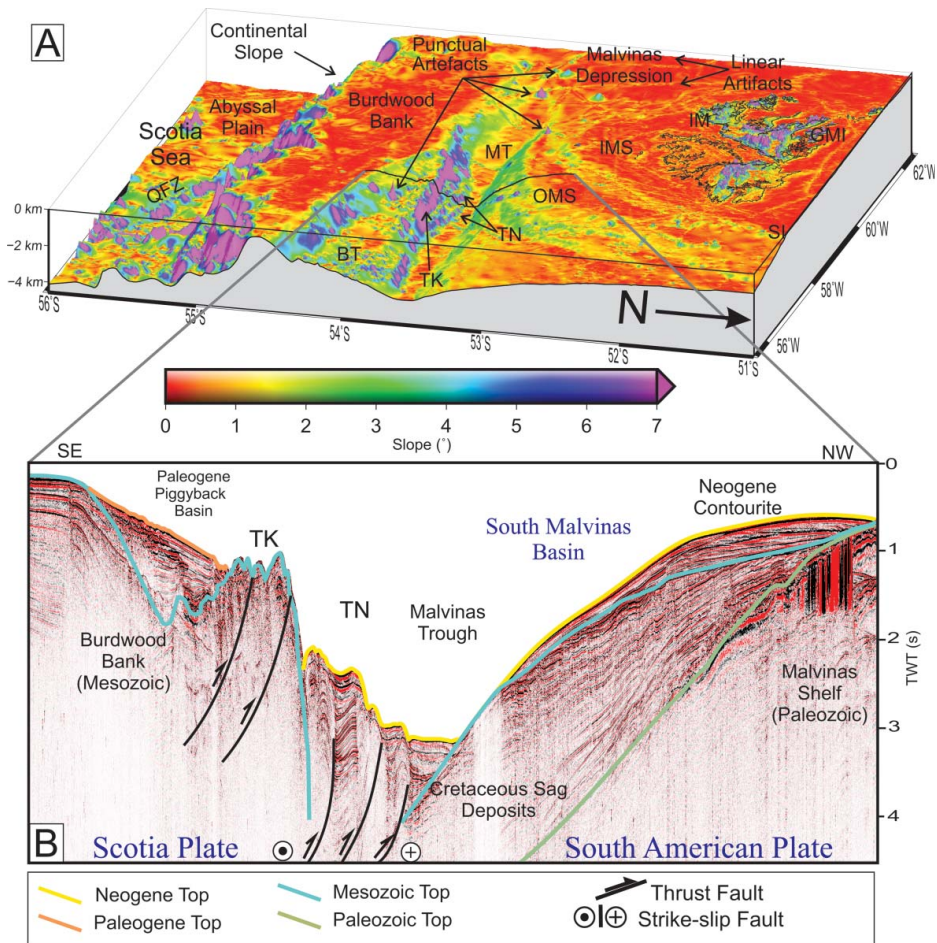 A
Continental
Slope
Punctual
Artefacts
Malvinas
Depression
Linear
Artifacts
Abyssal
Plain
Burdwood
Bank
Scotia
Sea
QFZ
MT
IMS
IM
GMI
OMS
TN
BT
TK
SI
0 km
−2 km
−4 km
56˚S
55˚S
54˚S
53˚S
52˚S
51˚S
62˚W
60˚W
58˚W
56˚W
N
0 1 2 3 4 5 6 7
Slope (˚)
SE
NW
Paleogene
Piggyback
Basin
TK
Neogene
Contourite
South Malvinas
Basin
TN
Malvinas
Trough
Burdwood
Bank
(Mesozoic)
Malvinas
Shelf
(Paleozoic)
Cretaceous Sag
Deposits
0
1
2
3
4
TWT (s)
B
Scotia Plate
South American Plate
Neogene Top
Mesozoic Top
Thrust Fault
Paleogene Top
Paleozoic Top
Strike-slip Fault